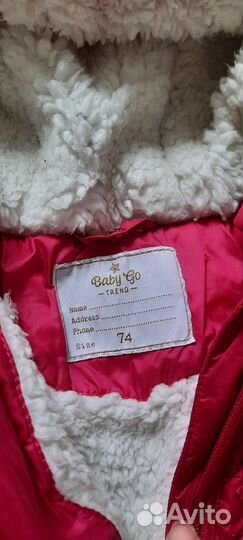 Baby Go
TREND
Name
Address
Phone
Size 74
Avito